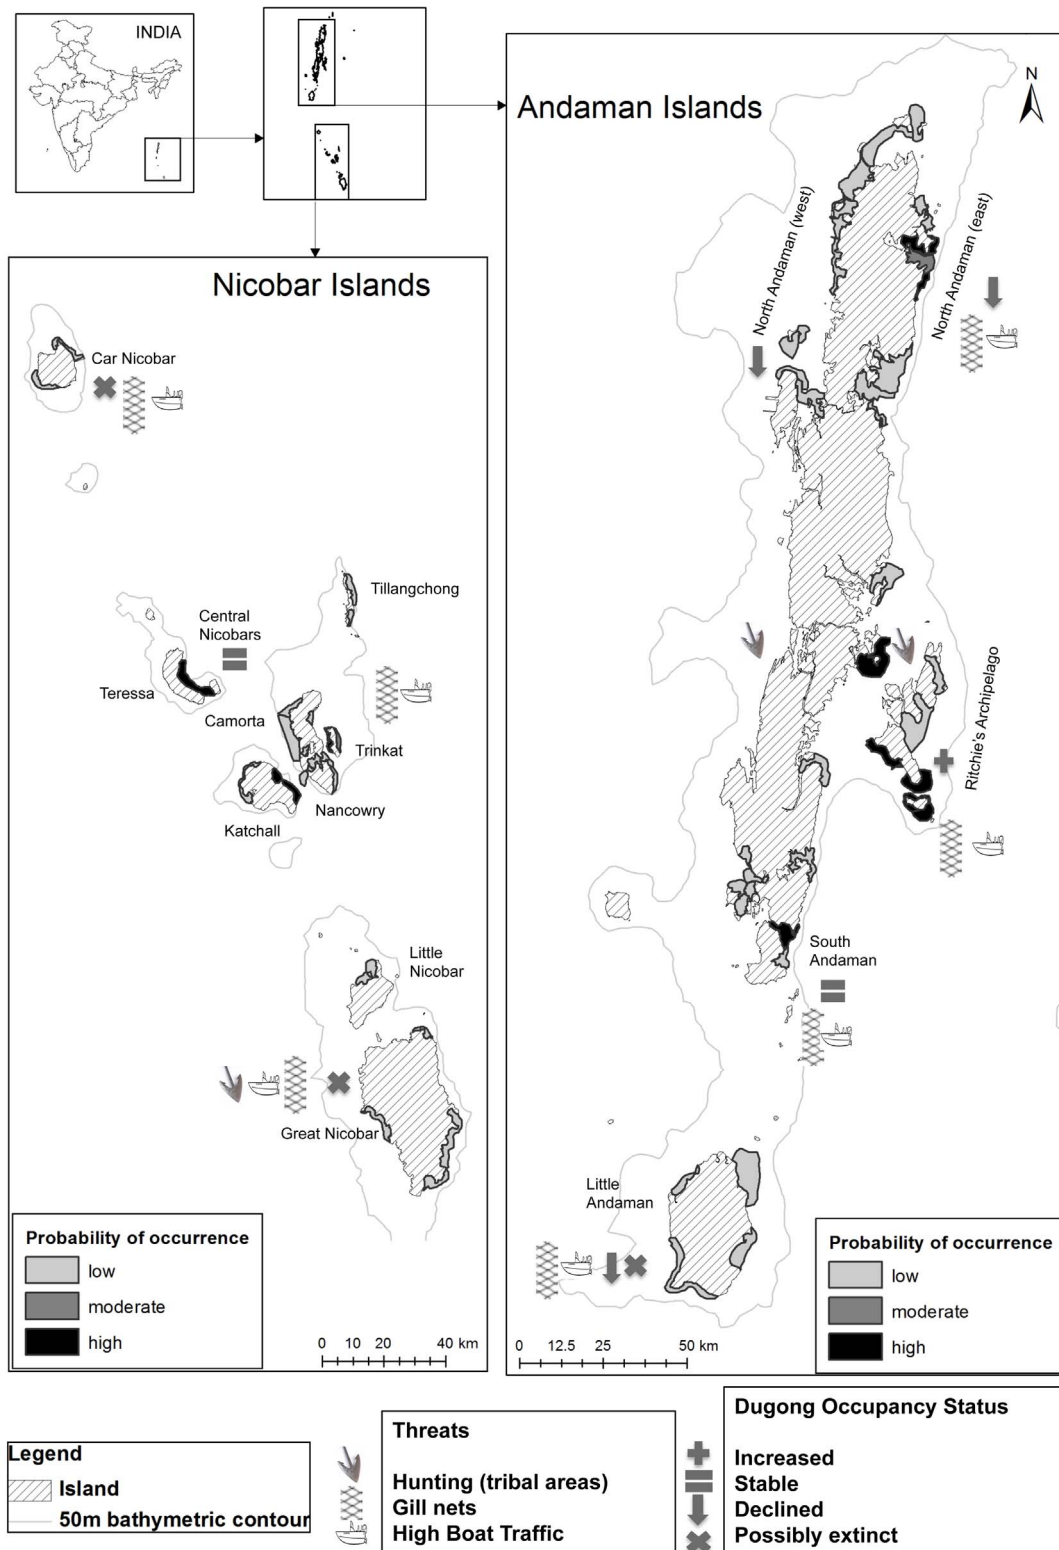 INDIA
Andaman Islands
N
North Andaman (west)
North Andaman (east)
Nicobar Islands
Car Nicobar
Tillangchong
Central
Nicobars
Teressa
Camorta
Trinkat
Nancowry
Katchall
Ritchie's Archipelago
South
Andaman
Little
Nicobar
Great Nicobar
Little
Andaman
Probability of occurrence
low
moderate
high
0 10 20 40 km
Probability of occurrence
low
moderate
high
0 12.5 25 50 km
Legend
Island
50m bathymetric contour
Threats
Hunting (tribal areas)
Gill nets
High Boat Traffic
Dugong Occupancy Status
Increased
Stable
Declined
Possibly extinct